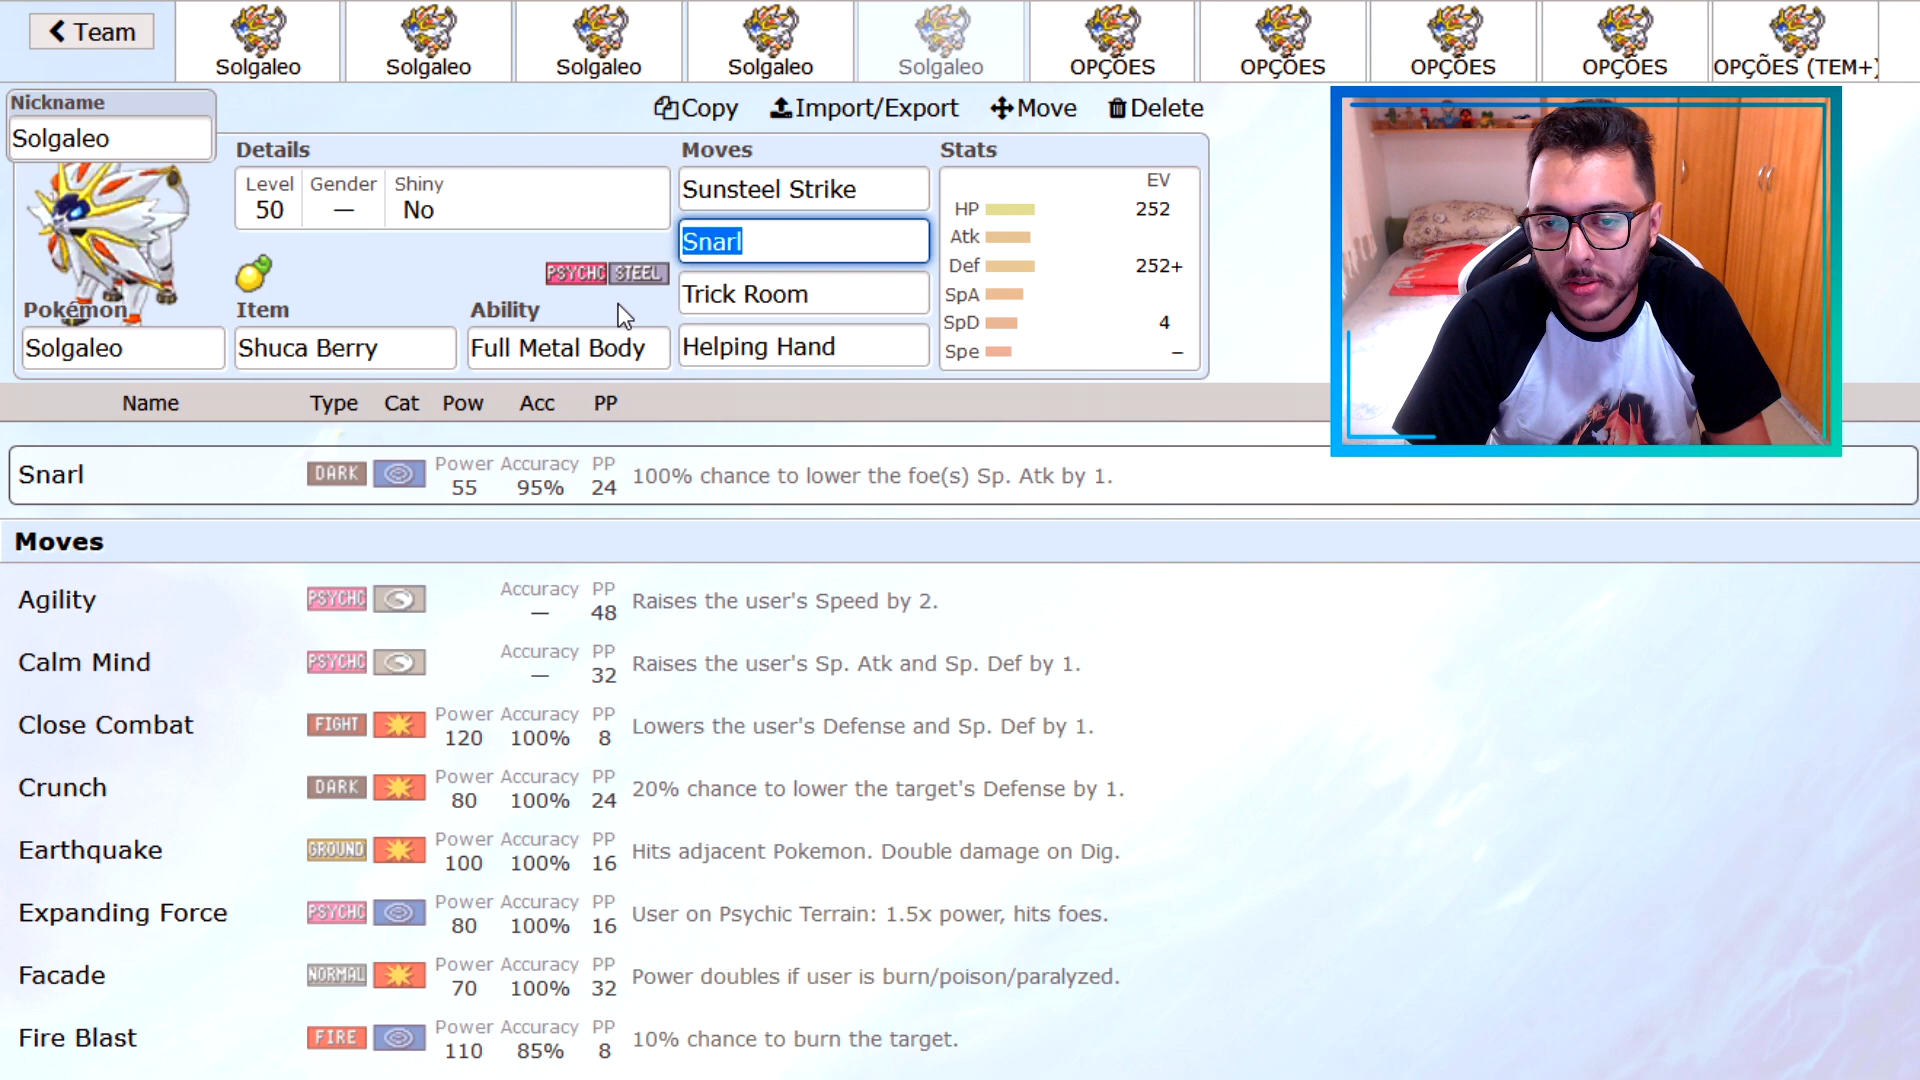 Team
Solgaleo
Solgaleo
Solgaleo
Solgaleo
Solgaleo
OPÇÕES
OPÇÕES
OPÇÕES
OPÇÕES
OPÇÕES (TEM+)
Nickname
Solgaleo
Copy
Import/Export
Move
Delete
Details
Level Gender Shiny
50 — No
PSYCHC STEEL
Pokémon
Solgaleo
Item
Shuca Berry
Ability
Full Metal Body
Moves
Sunsteel Strike
Snarl
Trick Room
Helping Hand
Stats
EV
HP 252
Atk
Def 252+
SpA
SpD 4
Spe –
Name Type Cat Pow Acc PP
Snarl DARK Power 55 Accuracy 95% PP 24 100% chance to lower the foe(s) Sp. Atk by 1.
Moves
Agility PSYCHC Accuracy — PP 48 Raises the user's Speed by 2.
Calm Mind PSYCHC Accuracy — PP 32 Raises the user's Sp. Atk and Sp. Def by 1.
Close Combat FIGHT Power 120 Accuracy 100% PP 8 Lowers the user's Defense and Sp. Def by 1.
Crunch DARK Power 80 Accuracy 100% PP 24 20% chance to lower the target's Defense by 1.
Earthquake GROUND Power 100 Accuracy 100% PP 16 Hits adjacent Pokemon. Double damage on Dig.
Expanding Force PSYCHC Power 80 Accuracy 100% PP 16 User on Psychic Terrain: 1.5x power, hits foes.
Facade NORMAL Power 70 Accuracy 100% PP 32 Power doubles if user is burn/poison/paralyzed.
Fire Blast FIRE Power 110 Accuracy 85% PP 8 10% chance to burn the target.